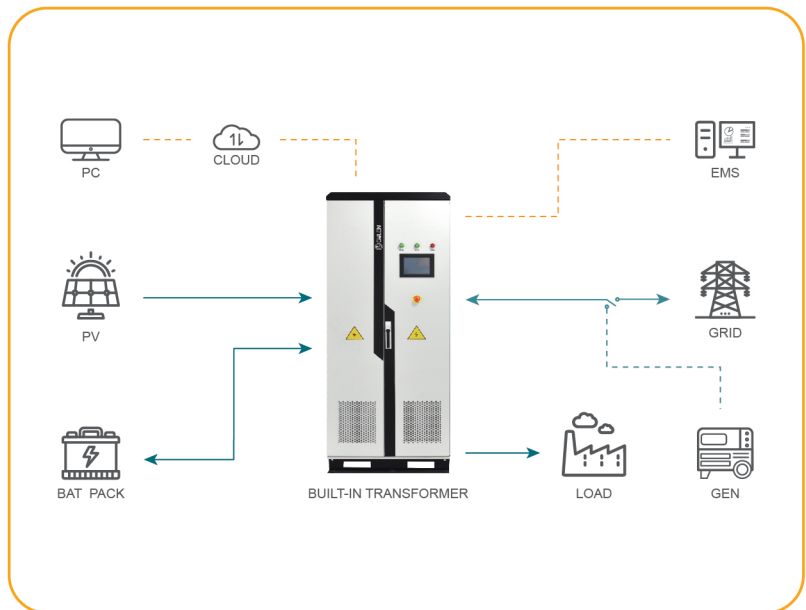 PC
CLOUD
EMS
PV
GRID
BAT PACK
BUILT-IN TRANSFORMER
LOAD
GEN